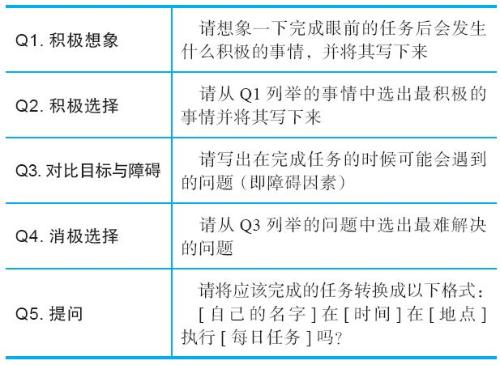 Q1. 积极想象
请想象一下完成眼前的任务后会发生
什么积极的事情，并将其写下来
Q2. 积极选择
请从 Q1 列举的事情中选出最积极的
事情并将其写下来
Q3. 对比目标与障碍
请写出在完成任务的时候可能会遇到
的问题（即障碍因素）
Q4. 消极选择
请从 Q3 列举的问题中选出最难解决
的问题
Q5. 提问
请将应该完成的任务转换成以下格式：
[ 自己的名字 ] 在 [ 时间 ] 在 [ 地点 ]
执行 [ 每日任务 ] 吗？